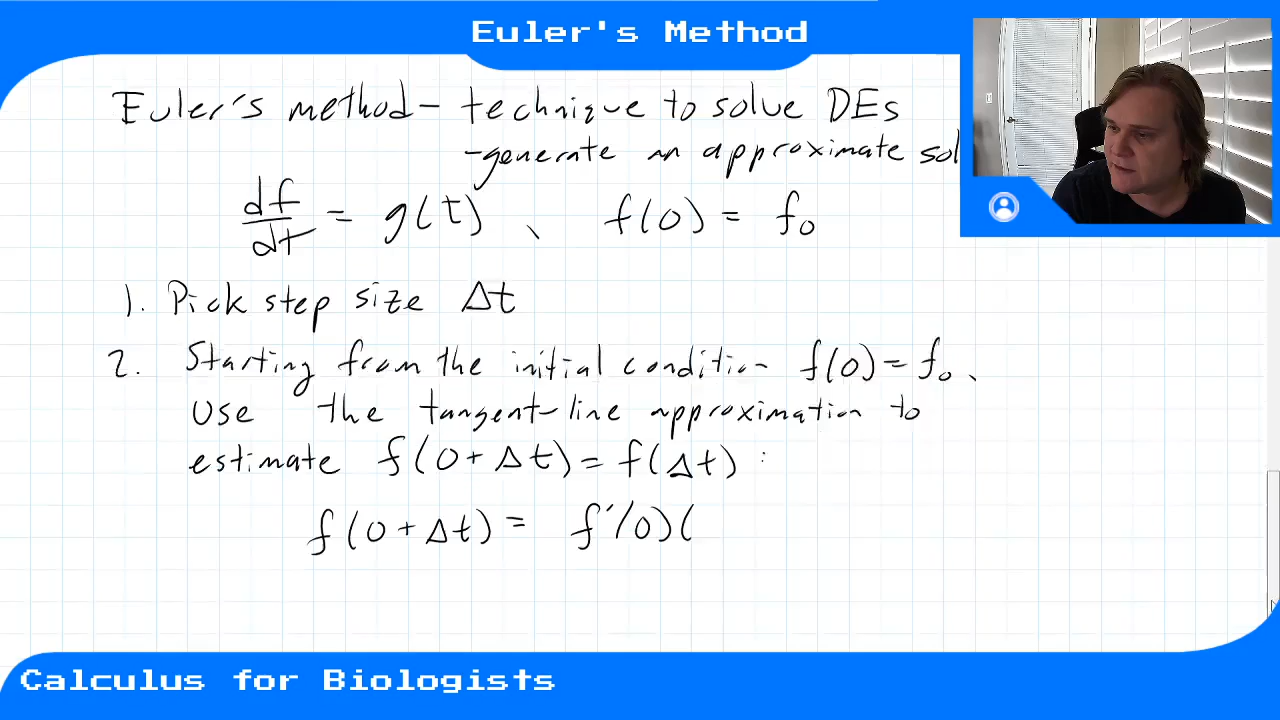 Euler's Method
Euler's method - technique to solve DEs
- generate an approximate sol
df/dt = g(t), f(0) = f₀
1. Pick step size Δt
2. Starting from the initial condition f(0) = f₀,
Use the tangent-line approximation to
estimate f(0+Δt) = f(Δt) :
f(0+Δt) = f'(0)(
Calculus for Biologists